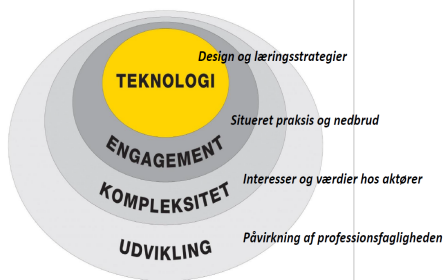 Design og læringsstrategier
TEKNOLOGI
Situeret praksis og nedbrud
ENGAGEMENT
Interesser og værdier hos aktører
KOMPLEKSITET
Påvirkning af professionsfagligheden
UDVIKLING